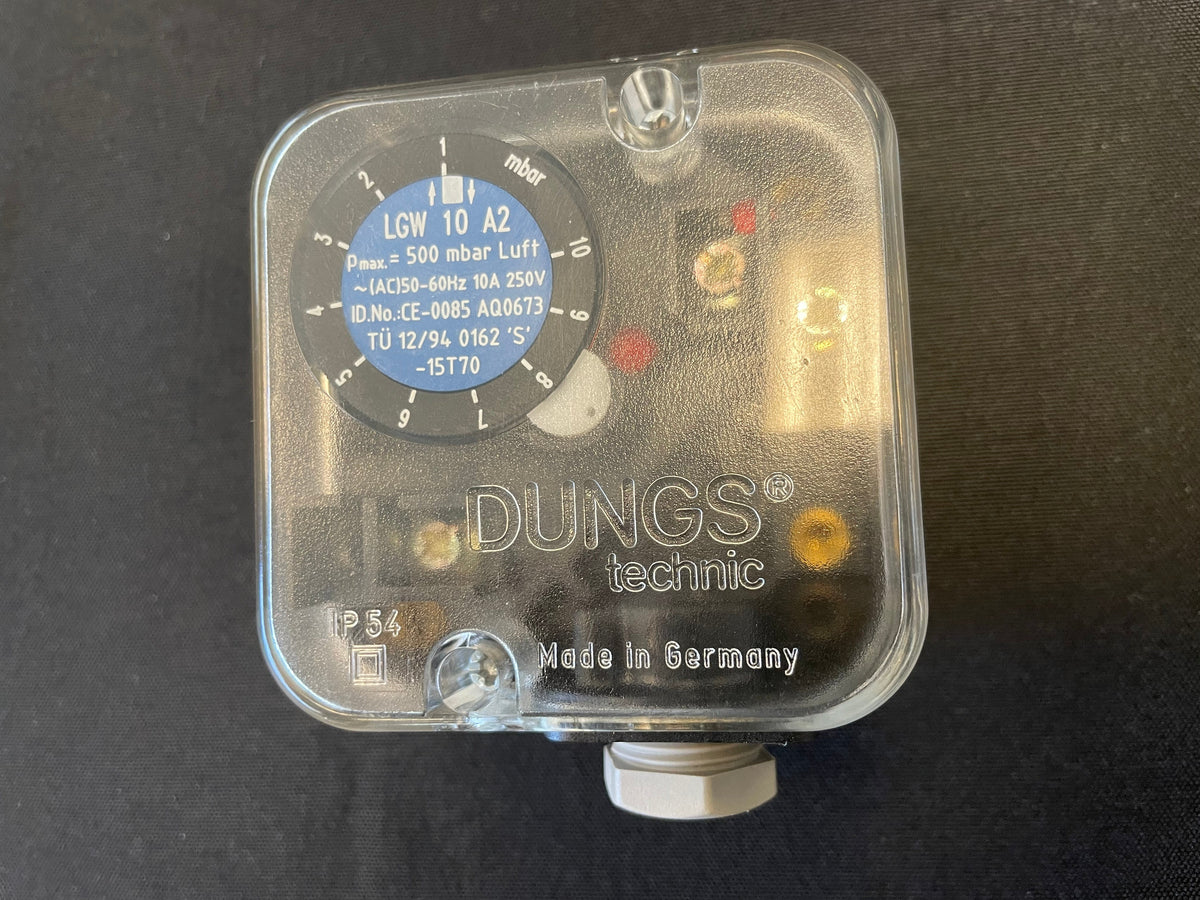 1
mbar
2
3
4
5
6
7
8
9
10
LGW 10 A2
pmax.= 500 mbar Luft
~(AC)50-60Hz 10A 250V
ID.No.:CE-0085 AQ0673
TÜ 12/94 0162 'S'
-15T70
DUNGS®
technic
IP 54
Made in Germany